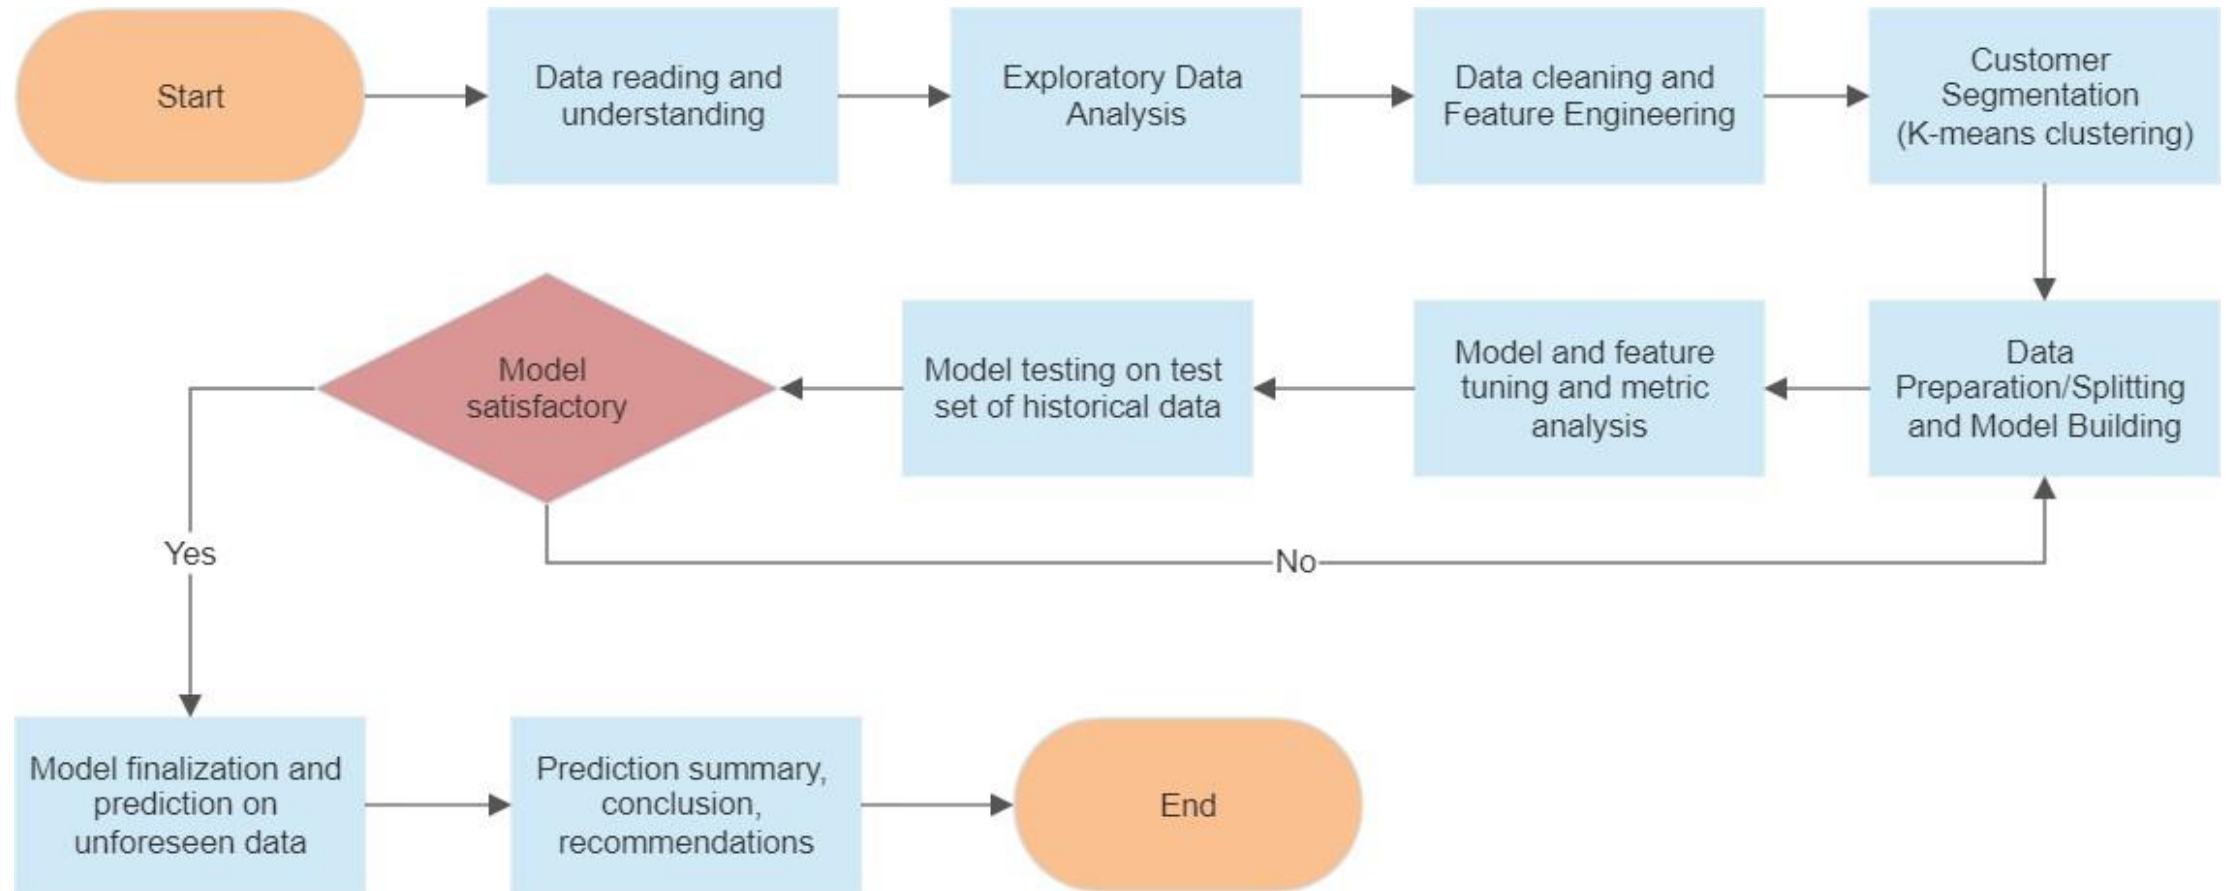 Start
Data reading and
understanding
Exploratory Data
Analysis
Data cleaning and
Feature Engineering
Customer
Segmentation
(K-means clustering)
Data
Preparation/Splitting
and Model Building
Model and feature
tuning and metric
analysis
Model testing on test
set of historical data
Model
satisfactory
Yes
No
Model finalization and
prediction on
unforeseen data
Prediction summary,
conclusion,
recommendations
End